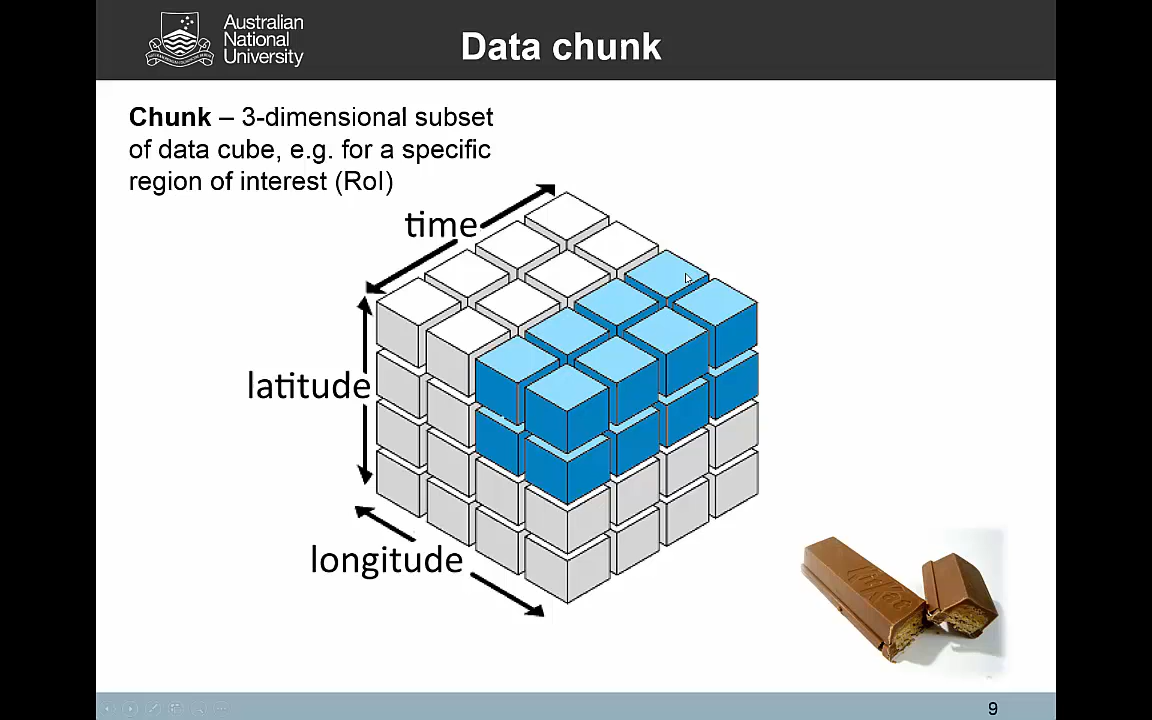 Australian
National
University
Data chunk
Chunk – 3-dimensional subset
of data cube, e.g. for a specific
region of interest (RoI)
time
latitude
longitude
KitKat
9